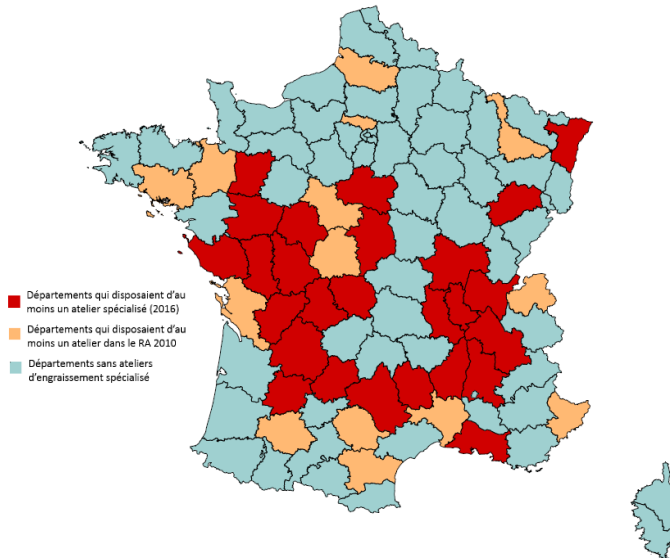 Départements qui disposaient d'au
moins un atelier spécialisé (2016)
Départements qui disposaient d'au
moins un atelier dans le RA 2010
Départements sans ateliers
d'engraissement spécialisé